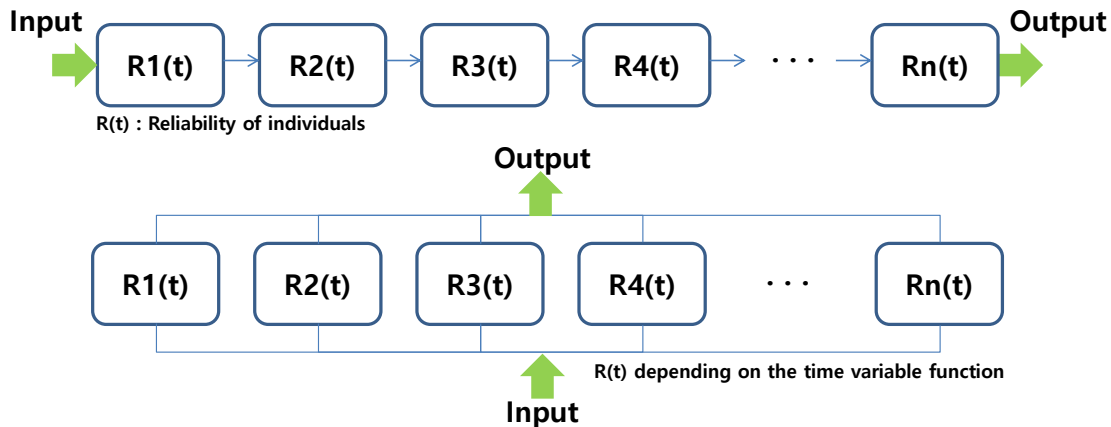 Input
Output
R1(t) R2(t) R3(t) R4(t) · · · Rn(t)
R(t) : Reliability of individuals
Output
R1(t) R2(t) R3(t) R4(t) · · · Rn(t)
R(t) depending on the time variable function
Input